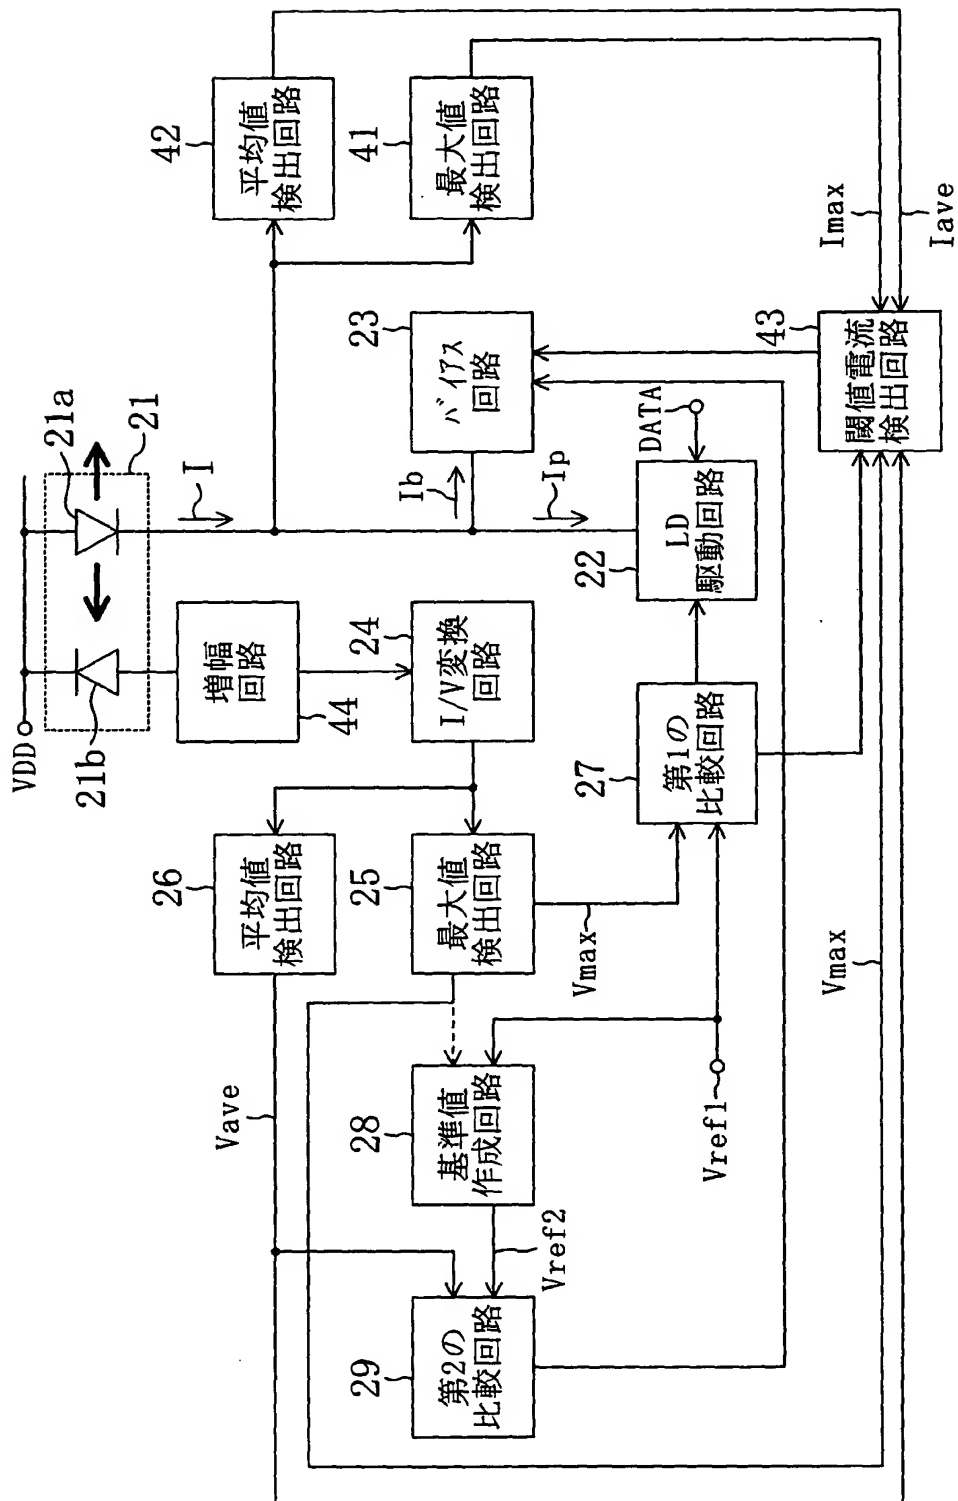 VDD
21b
21a
21
I
増幅
回路
44
24
I/V変換
回路
Ib
Ip
23
バイアス
回路
42
平均値
検出回路
41
最大値
検出回路
26
平均値
検出回路
25
最大値
検出回路
Vave
28
基準値
作成回路
29
第2の
比較回路
Vref2
Vmax
27
第1の
比較回路
22
LD
駆動回路
DATA
43
閾値電流
検出回路
Imax
Iave
Vref1
Vmax